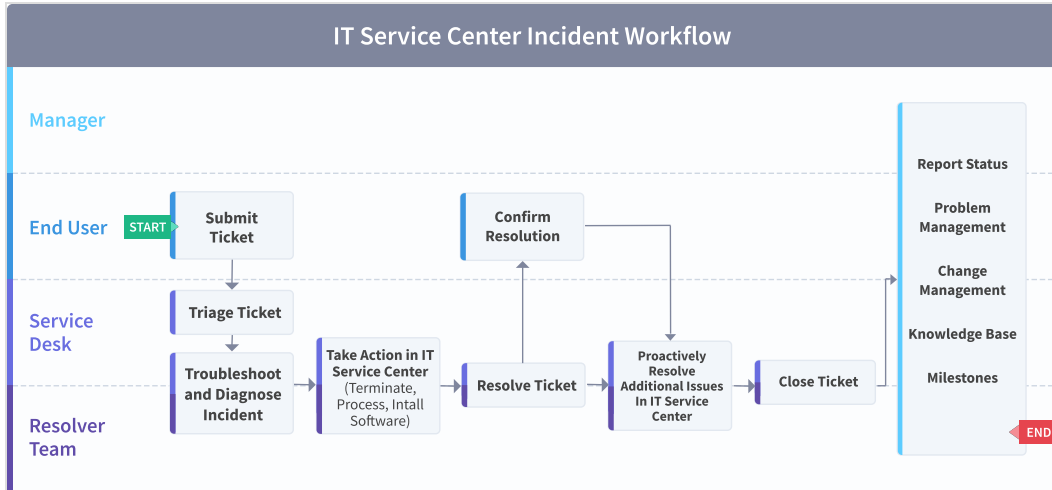 IT Service Center Incident Workflow
Manager
End User
START
Submit
Ticket
Confirm
Resolution
Service
Desk
Triage Ticket
Troubleshoot
and Diagnose
Incident
Take Action in IT
Service Center
(Terminate,
Process, Intall
Software)
Resolve Ticket
Proactively
Resolve
Additional Issues
In IT Service
Center
Close Ticket
Resolver
Team
Report Status
Problem
Management
Change
Management
Knowledge Base
Milestones
END